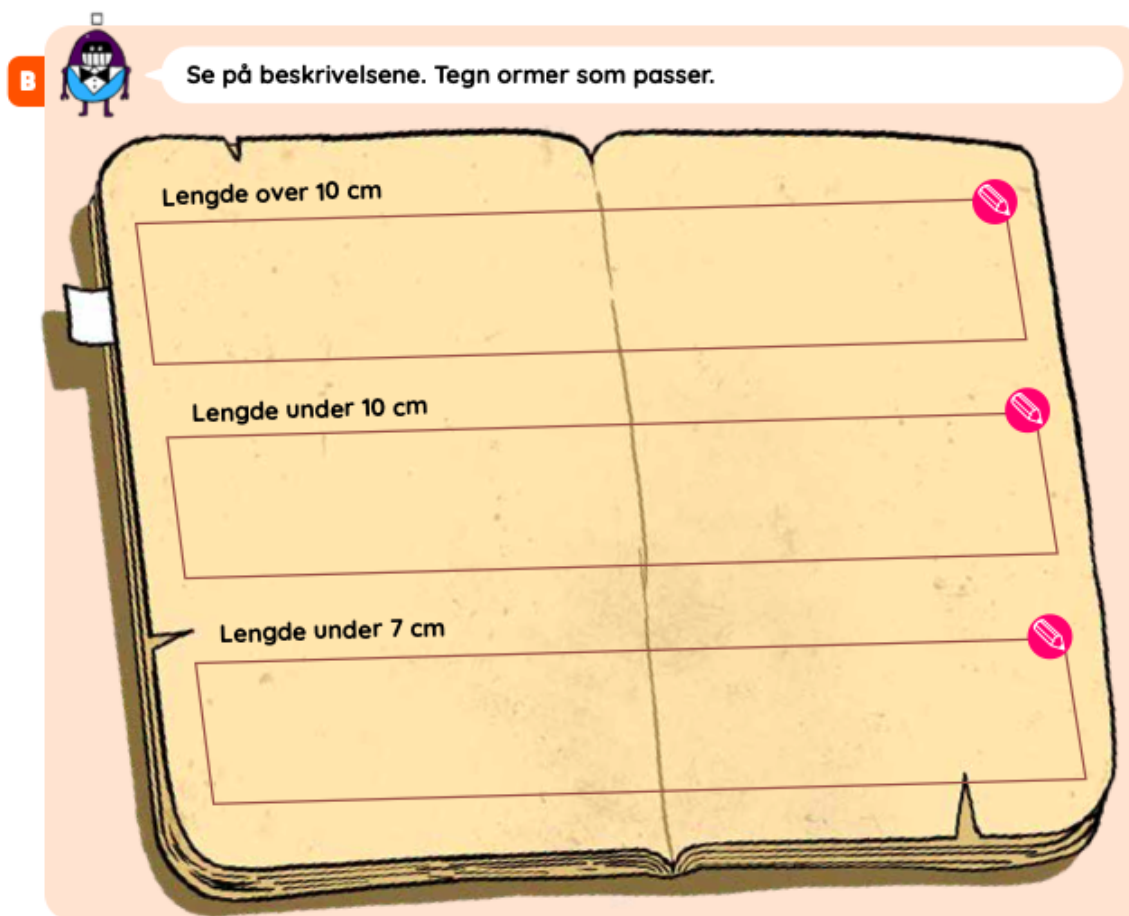 B
Se på beskrivelsene. Tegn ormer som passer.
Lengde over 10 cm
Lengde under 10 cm
Lengde under 7 cm